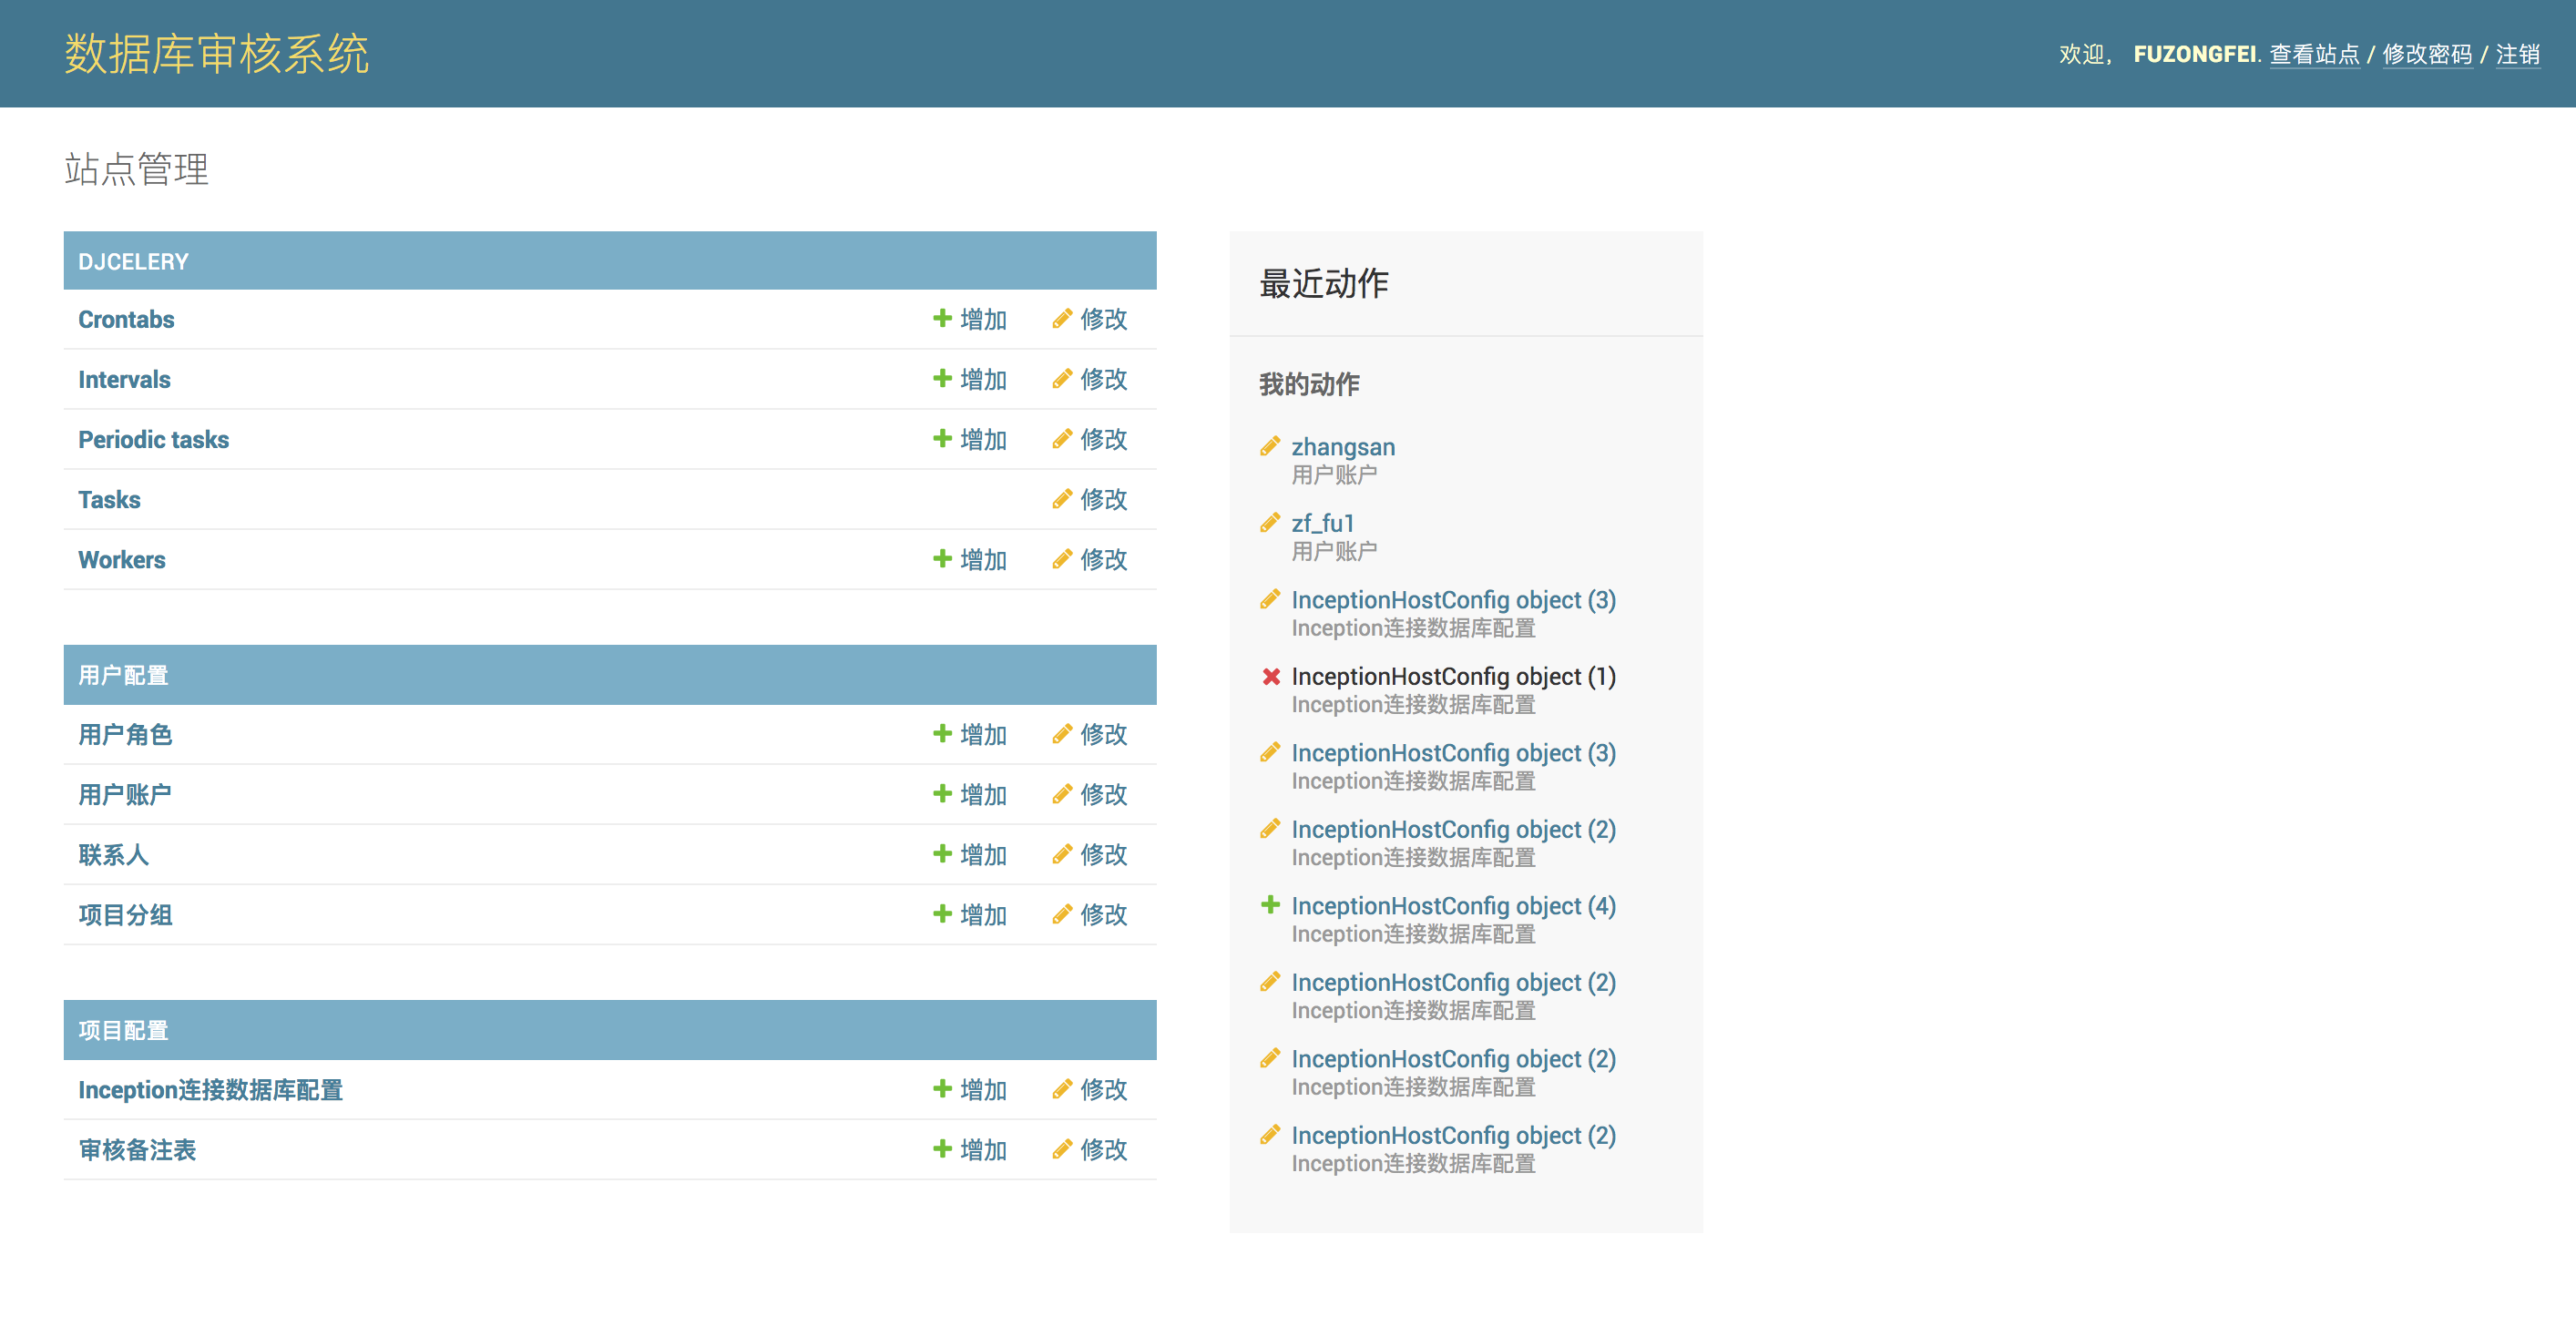 数据库审核系统
欢迎， FUZONGFEI. 查看站点 / 修改密码 / 注销
站点管理
DJCELERY
Crontabs 增加 修改
Intervals 增加 修改
Periodic tasks 增加 修改
Tasks 修改
Workers 增加 修改
用户配置
用户角色 增加 修改
用户账户 增加 修改
联系人 增加 修改
项目分组 增加 修改
项目配置
Inception连接数据库配置 增加 修改
审核备注表 增加 修改
最近动作
我的动作
zhangsan
用户账户
zf_fu1
用户账户
InceptionHostConfig object (3)
Inception连接数据库配置
InceptionHostConfig object (1)
Inception连接数据库配置
InceptionHostConfig object (3)
Inception连接数据库配置
InceptionHostConfig object (2)
Inception连接数据库配置
InceptionHostConfig object (4)
Inception连接数据库配置
InceptionHostConfig object (2)
Inception连接数据库配置
InceptionHostConfig object (2)
Inception连接数据库配置
InceptionHostConfig object (2)
Inception连接数据库配置